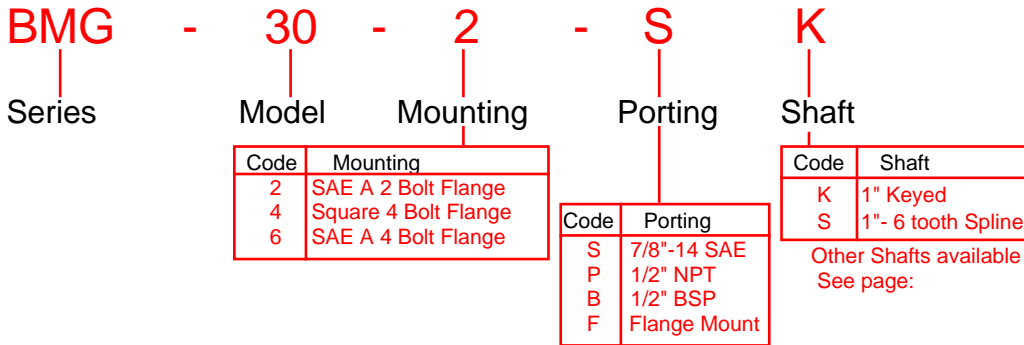 BMG - 30 - 2 - S K
Series Model Mounting Porting Shaft
Code Mounting
2 SAE A 2 Bolt Flange
4 Square 4 Bolt Flange
6 SAE A 4 Bolt Flange
Code Porting
S 7/8"-14 SAE
P 1/2" NPT
B 1/2" BSP
F Flange Mount
Code Shaft
K 1" Keyed
S 1"- 6 tooth Spline
Other Shafts available
See page: